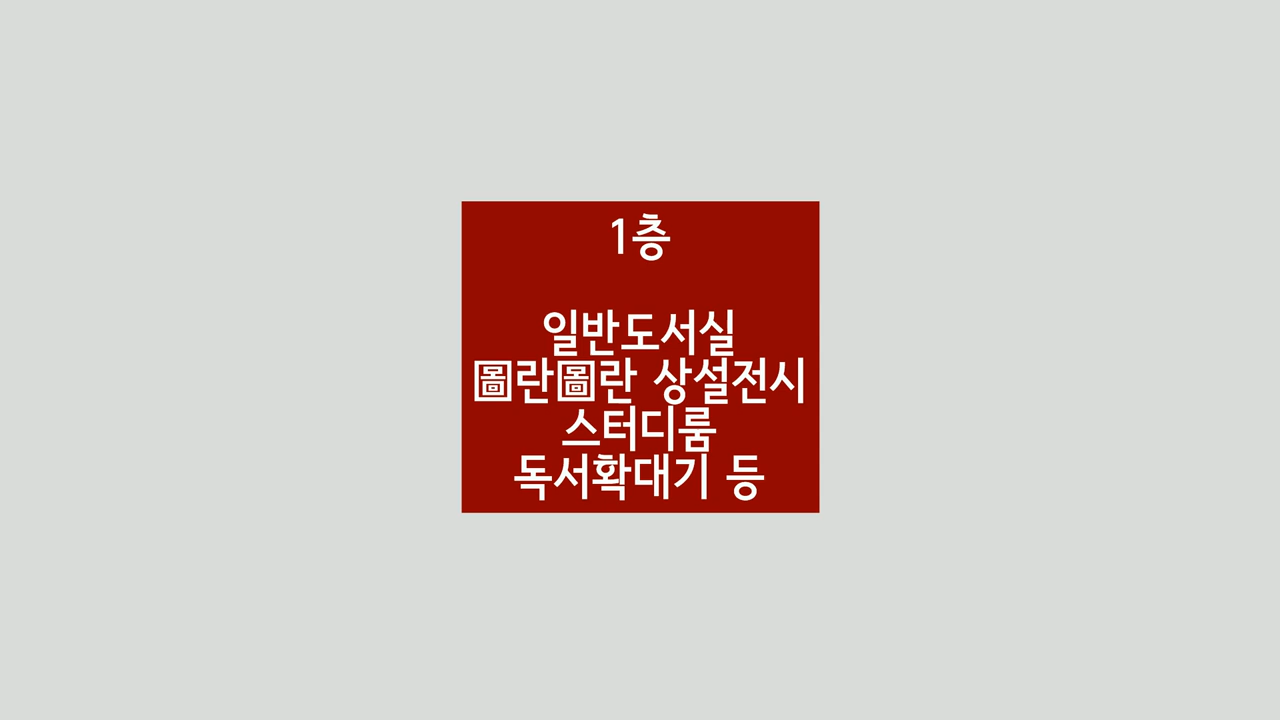 1층
일반도서실
圖란圖란 상설전시
스터디룸
독서확대기 등